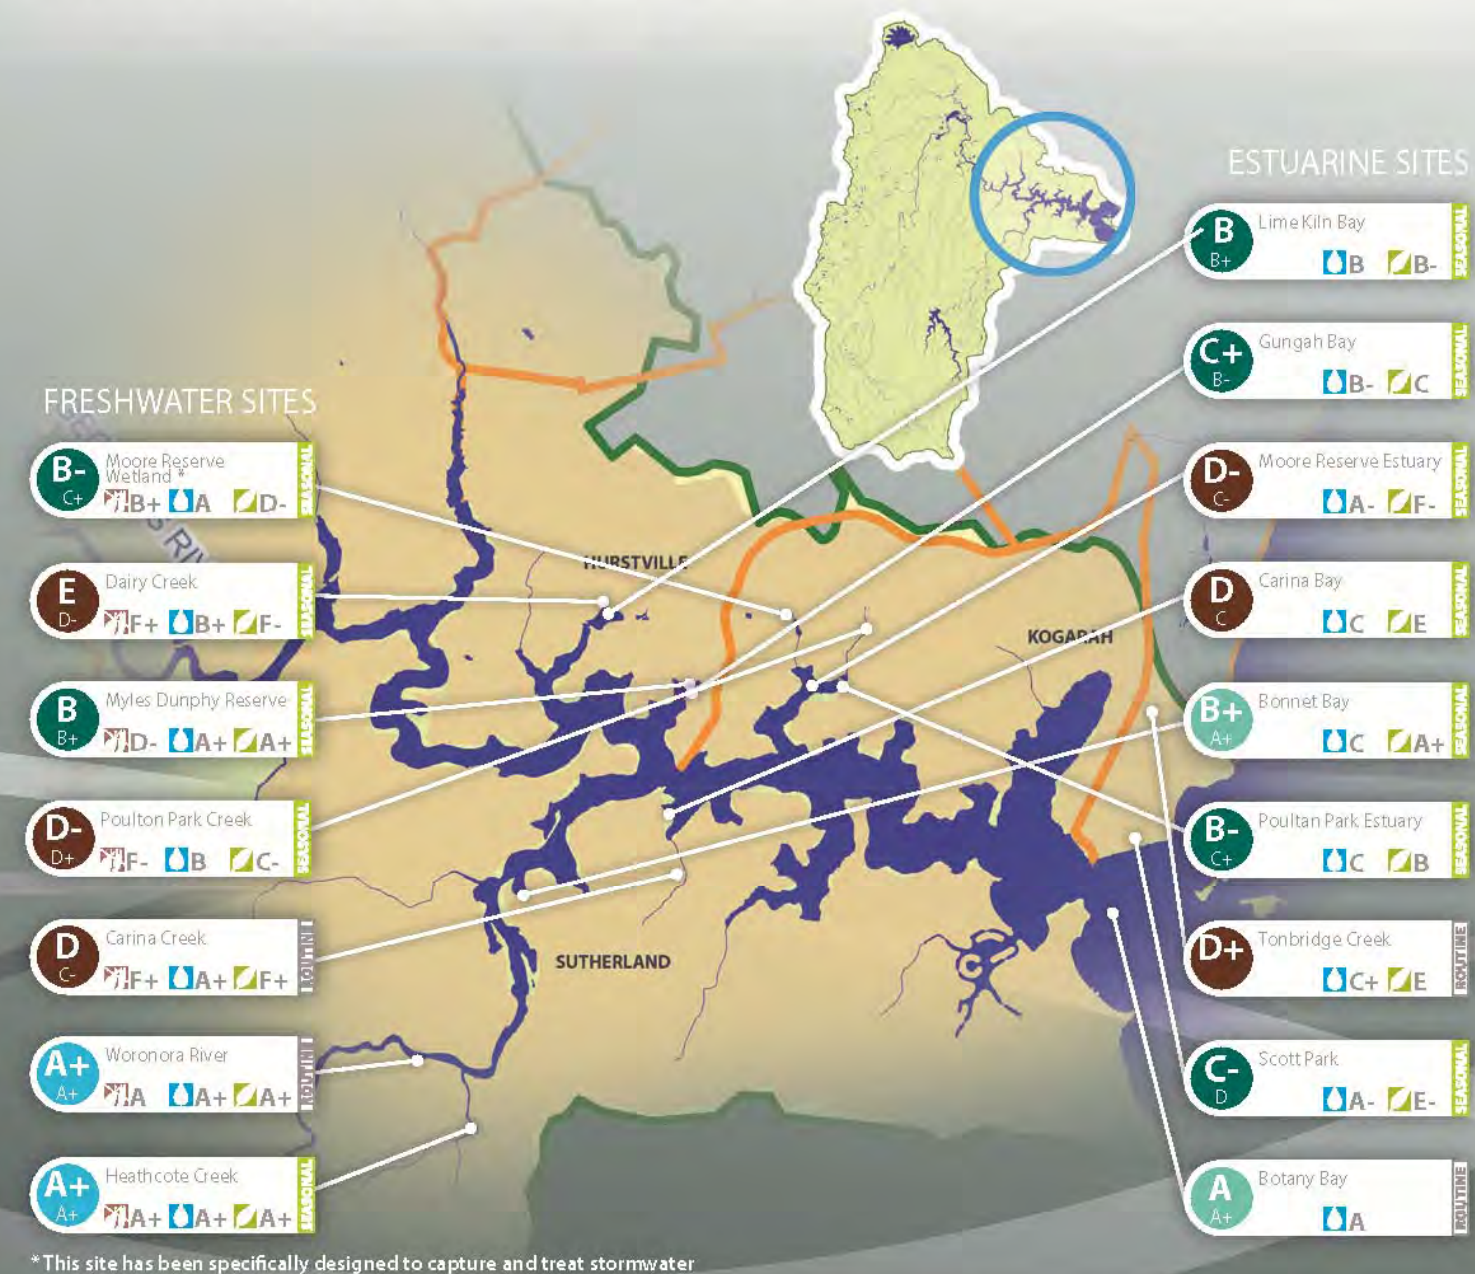 ESTUARINE SITES
B
B+
Lime Kiln Bay
B B-
SEASONAL
C+
B-
Gungah Bay
B- C
SEASONAL
D-
C-
Moore Reserve Estuary
A- F-
SEASONAL
D
C
Carina Bay
C E
SEASONAL
B+
A+
Bonnet Bay
C A+
SEASONAL
B-
C+
Poultan Park Estuary
C B
SEASONAL
D+
Tonbridge Creek
C+ E
ROUTINE
C-
D
Scott Park
A- E-
SEASONAL
A
A+
Botany Bay
A
ROUTINE
FRESHWATER SITES
B-
C+
Moore Reserve
Wetland *
B+ A D-
SEASONAL
E
D-
Dairy Creek
F+ B+ F-
SEASONAL
B
B+
Myles Dunphy Reserve
D- A+ A+
SEASONAL
D-
D+
Poulton Park Creek
F- B C-
SEASONAL
D
C-
Carina Creek
F+ A+ F+
ROUTINE
A+
A+
Woronora River
A A+ A+
ROUTINE
A+
A+
Heathcote Creek
A+ A+ A+
SEASONAL
HURSTVILLE
KOGARAH
SUTHERLAND
*This site has been specifically designed to capture and treat stormwater